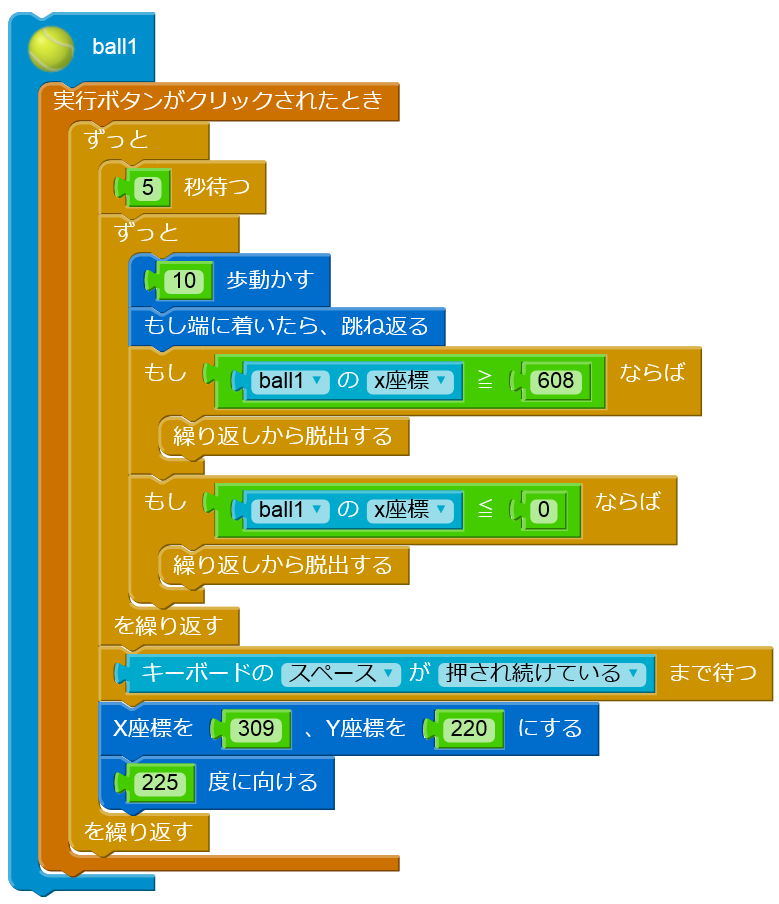 ball1
実行ボタンがクリックされたとき
ずっと
5 秒待つ
ずっと
10 歩動かす
もし端に着いたら、跳ね返る
もし ball1 の x座標 ≧ 608 ならば
繰り返しから脱出する
もし ball1 の x座標 ≦ 0 ならば
繰り返しから脱出する
を繰り返す
キーボードの スペース が 押され続けている まで待つ
X座標を 309 、Y座標を 220 にする
225 度に向ける
を繰り返す